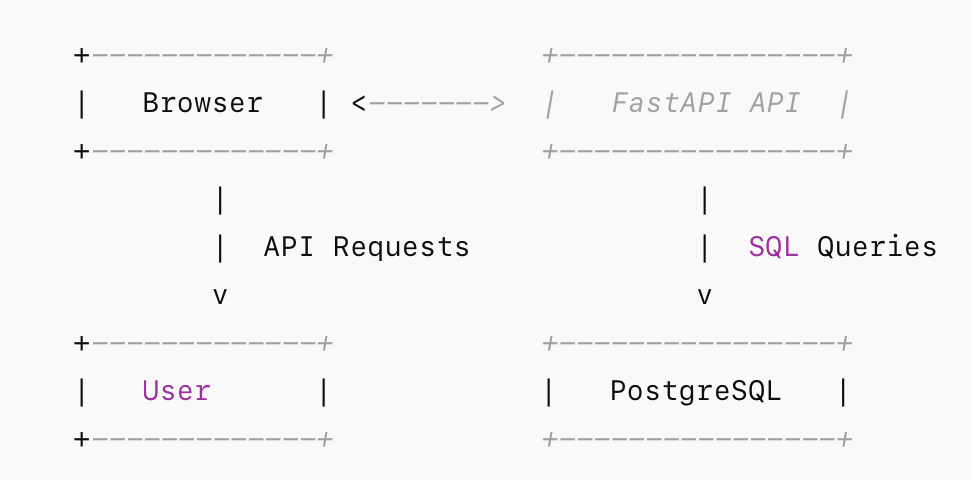 +--------------+ +-----------------+
| Browser | <-------> | FastAPI API |
+--------------+ +-----------------+
| |
| API Requests | SQL Queries
v v
+--------------+ +-----------------+
| User | | PostgreSQL |
+--------------+ +-----------------+